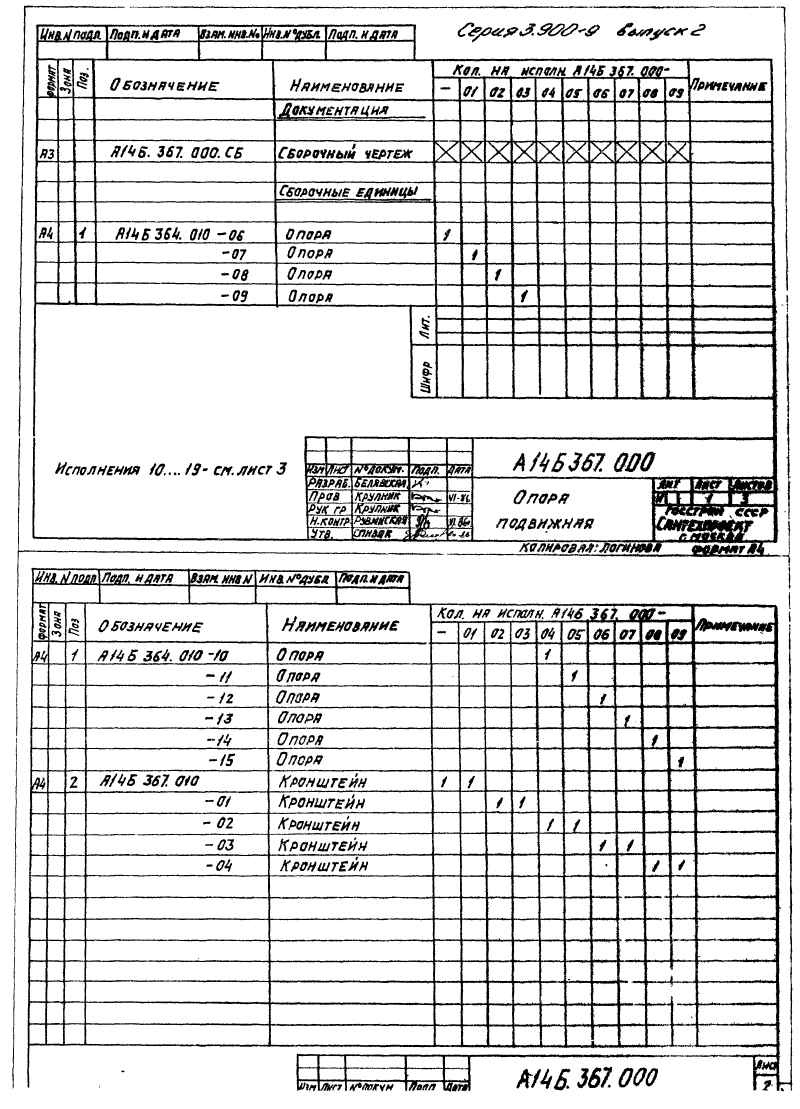 Серия 3.900-9 выпуск 2
Инв. N подл. Подп. и дата Взам. инв. № Инв. № дубл. Подп. и дата
Формат Зона Поз. Обозначение Наименование Кол. на исполн. А14Б 367.000- Примечание
- 01 02 03 04 05 06 07 08 09
Документация
А3 А14Б. 367. 000. СБ Сборочный чертеж X X X X X X X X X X
Сборочные единицы
А4 1 А14Б 364. 010 -06 Опора 1
-07 Опора 1
-08 Опора 1
-09 Опора 1
Лит.
Шифр
Исполнения 10.... 19- см. лист 3
Изм Лист № докум. Подп. Дата
Разраб. Белявская
Пров Крупник VI-86
Рук гр Крупник
Н.контр Рувинская VI.86
Утв. Спивак
А14Б367. 000
Опора
подвижная
Лит Лист Листов
И 1 3
Госстрой СССР
Сантехпроект
г. Москва
Копировал: Логинова Формат А4
Инв. N подл Подп. и дата Взам. инв N Инв. № дубл Подп. и дата
Формат Зона Поз Обозначение Наименование Кол. на исполн. А14Б 367. 000- Примечание
- 01 02 03 04 05 06 07 08 09
А4 1 А14Б 364. 010 -10 Опора 1
-11 Опора 1
-12 Опора 1
-13 Опора 1
-14 Опора 1
-15 Опора 1
А4 2 А14Б 367. 010 Кронштейн 1 1
-01 Кронштейн 1 1
-02 Кронштейн 1 1
-03 Кронштейн 1 1
-04 Кронштейн 1 1
Изм Лист № докум Подп Дата
А14Б. 367. 000
Лист
2